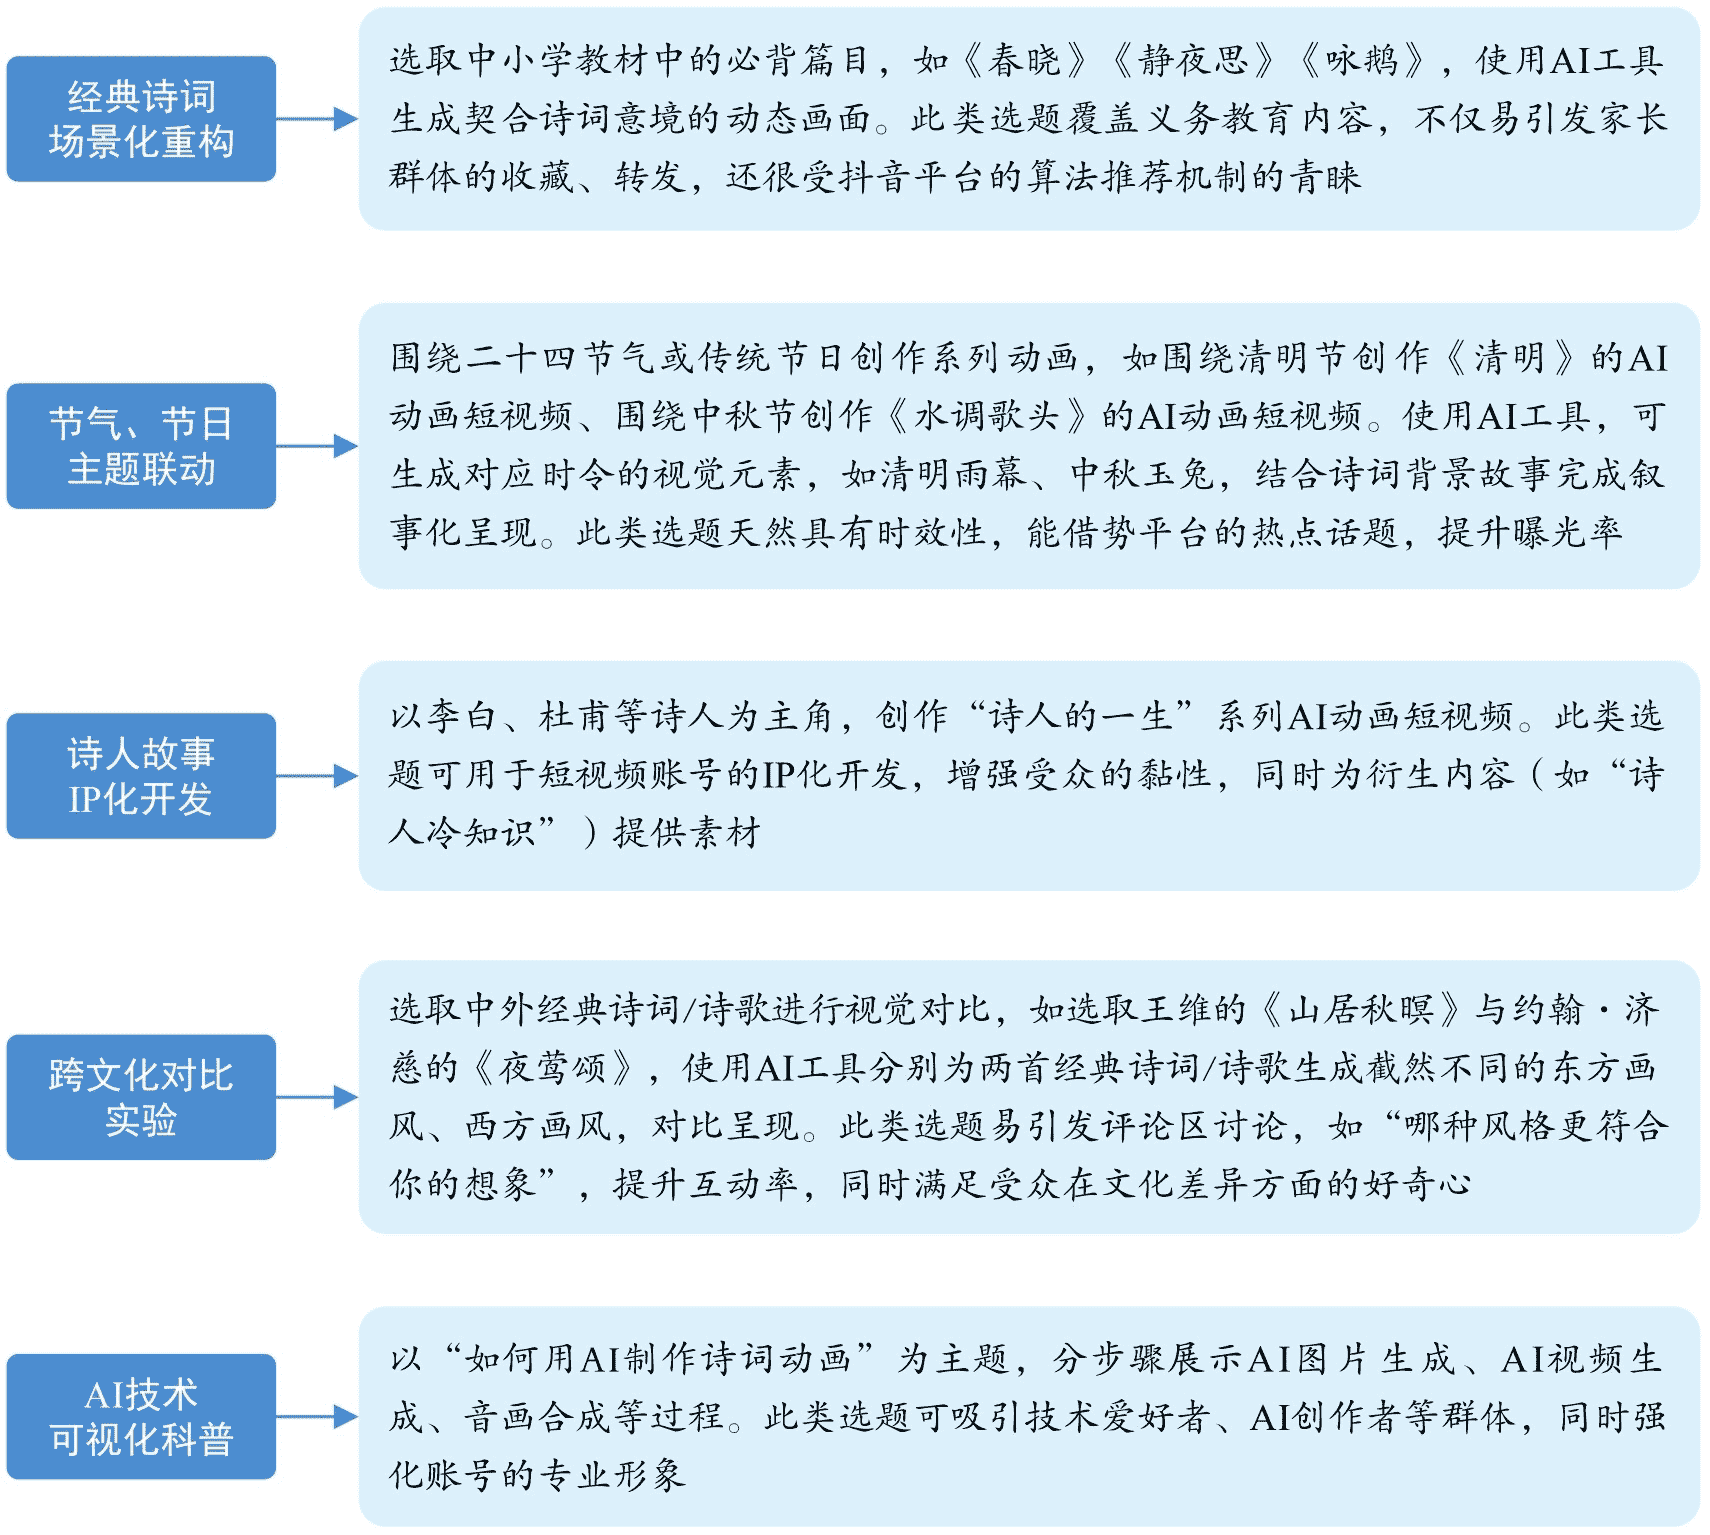 经典诗词
场景化重构
选取中小学教材中的必背篇目，如《春晓》《静夜思》《咏鹅》，使用AI工具
生成契合诗词意境的动态画面。此类选题覆盖义务教育内容，不仅易引发家长
群体的收藏、转发，还很受抖音平台的算法推荐机制的青睐
节气、节日
主题联动
围绕二十四节气或传统节日创作系列动画，如围绕清明节创作《清明》的AI
动画短视频、围绕中秋节创作《水调歌头》的AI动画短视频。使用AI工具，可
生成对应时令的视觉元素，如清明雨幕、中秋玉兔，结合诗词背景故事完成叙
事化呈现。此类选题天然具有时效性，能借势平台的热点话题，提升曝光率
诗人故事
IP化开发
以李白、杜甫等诗人为主角，创作“诗人的一生”系列AI动画短视频。此类选
题可用于短视频账号的IP化开发，增强受众的黏性，同时为衍生内容（如“诗
人冷知识”）提供素材
跨文化对比
实验
选取中外经典诗词/诗歌进行视觉对比，如选取王维的《山居秋暝》与约翰·济
慈的《夜莺颂》，使用AI工具分别为两首经典诗词/诗歌生成截然不同的东方画
风、西方画风，对比呈现。此类选题易引发评论区讨论，如“哪种风格更符合
你的想象”，提升互动率，同时满足受众在文化差异方面的好奇心
AI技术
可视化科普
以“如何用AI制作诗词动画”为主题，分步骤展示AI图片生成、AI视频生
成、音画合成等过程。此类选题可吸引技术爱好者、AI创作者等群体，同时强
化账号的专业形象